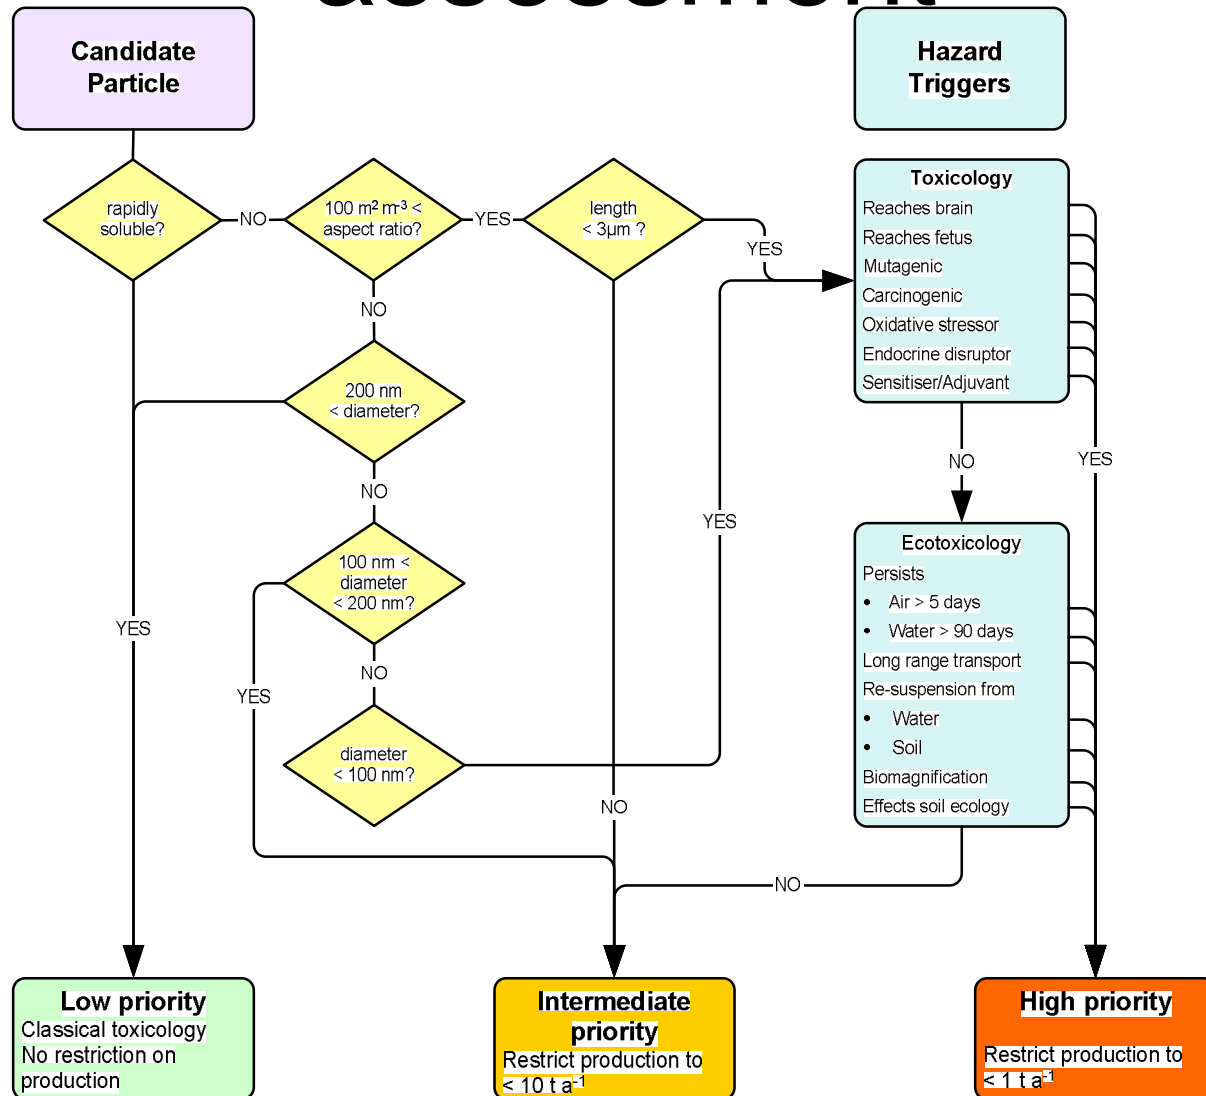 assessment
Candidate
Particle
Hazard
Triggers
rapidly
soluble?
NO
100 m² m⁻³ <
aspect ratio?
YES
length
< 3µm ?
YES
NO
200 nm
< diameter?
NO
100 nm <
diameter
< 200 nm?
NO
diameter
< 100 nm?
YES
YES
YES
NO
Toxicology
Reaches brain
Reaches fetus
Mutagenic
Carcinogenic
Oxidative stressor
Endocrine disruptor
Sensitiser/Adjuvant
NO
YES
Ecotoxicology
Persists
• Air > 5 days
• Water > 90 days
Long range transport
Re-suspension from
• Water
• Soil
Biomagnification
Effects soil ecology
NO
Low priority
Classical toxicology
No restriction on
production
Intermediate
priority
Restrict production to
< 10 t a⁻¹
High priority
Restrict production to
< 1 t a⁻¹